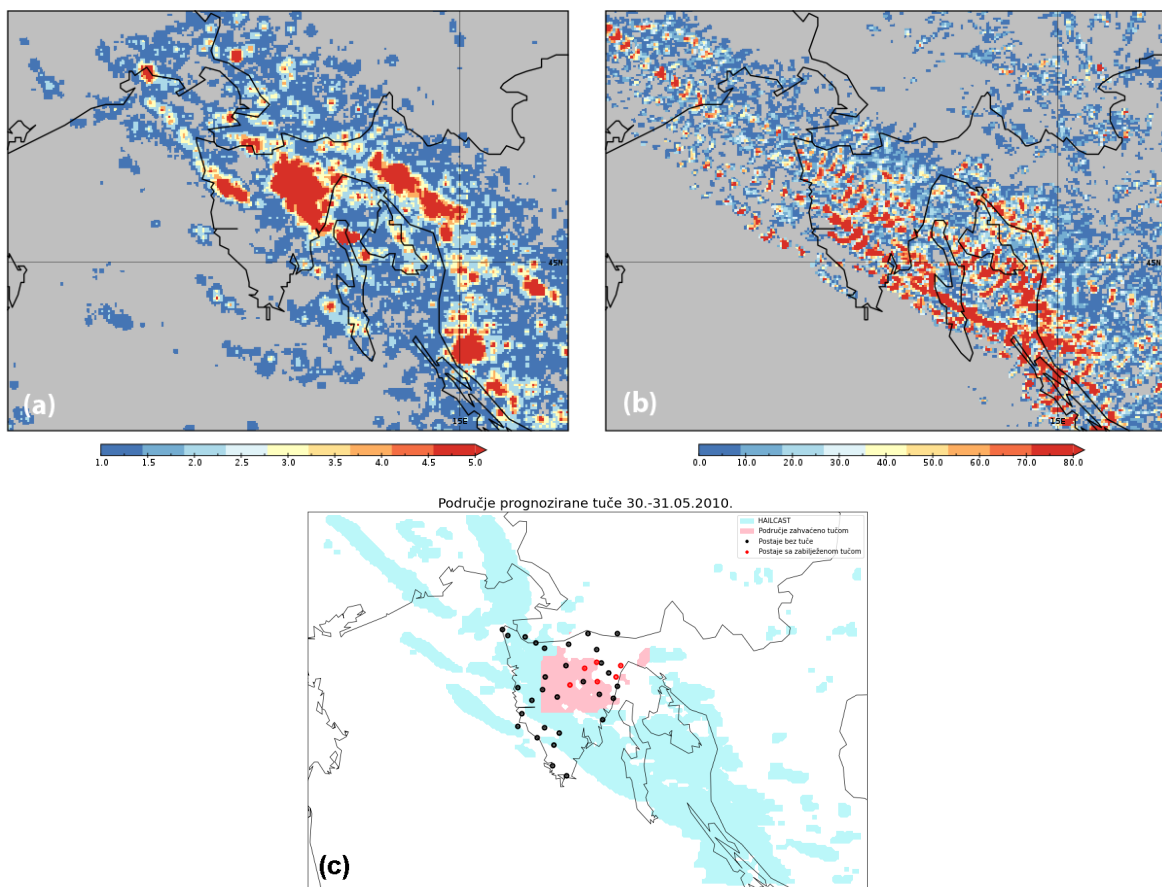 45N
15E
(a)
1.0 1.5 2.0 2.5 3.0 3.5 4.0 4.5 5.0
45N
15E
(b)
0.0 10.0 20.0 30.0 40.0 50.0 60.0 70.0 80.0
Područje prognozirane tuče 30.-31.05.2010.
HAILCAST
Područje zahvaćeno tučom
Postaje bez tuče
Postaje sa zabilježenom tučom
(c)